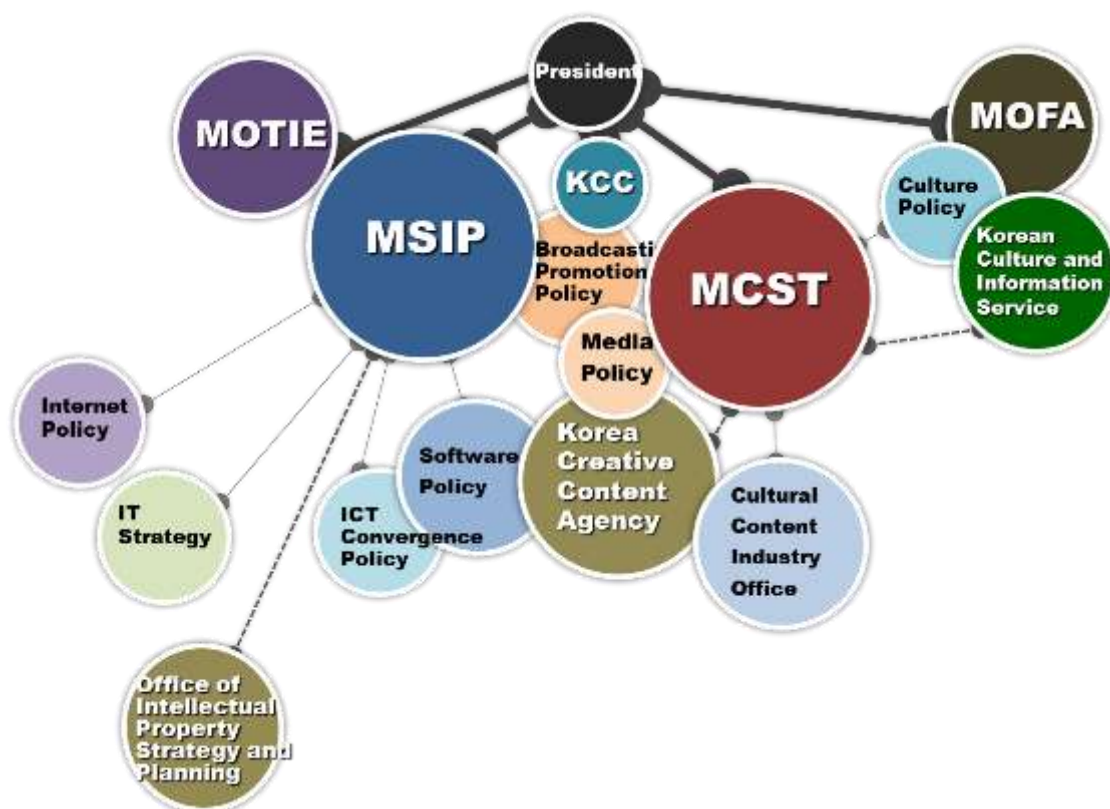 President
MOTIE
MOFA
KCC
MSIP
Culture
Policy
Broadcasti
Promotion
Policy
MCST
Korean
Culture and
Information
Service
Media
Policy
Internet
Policy
Software
Policy
Korea
Creative
Content
Agency
IT
Strategy
ICT
Convergence
Policy
Cultural
Content
Industry
Office
Office of
Intellectual
Property
Strategy and
Planning